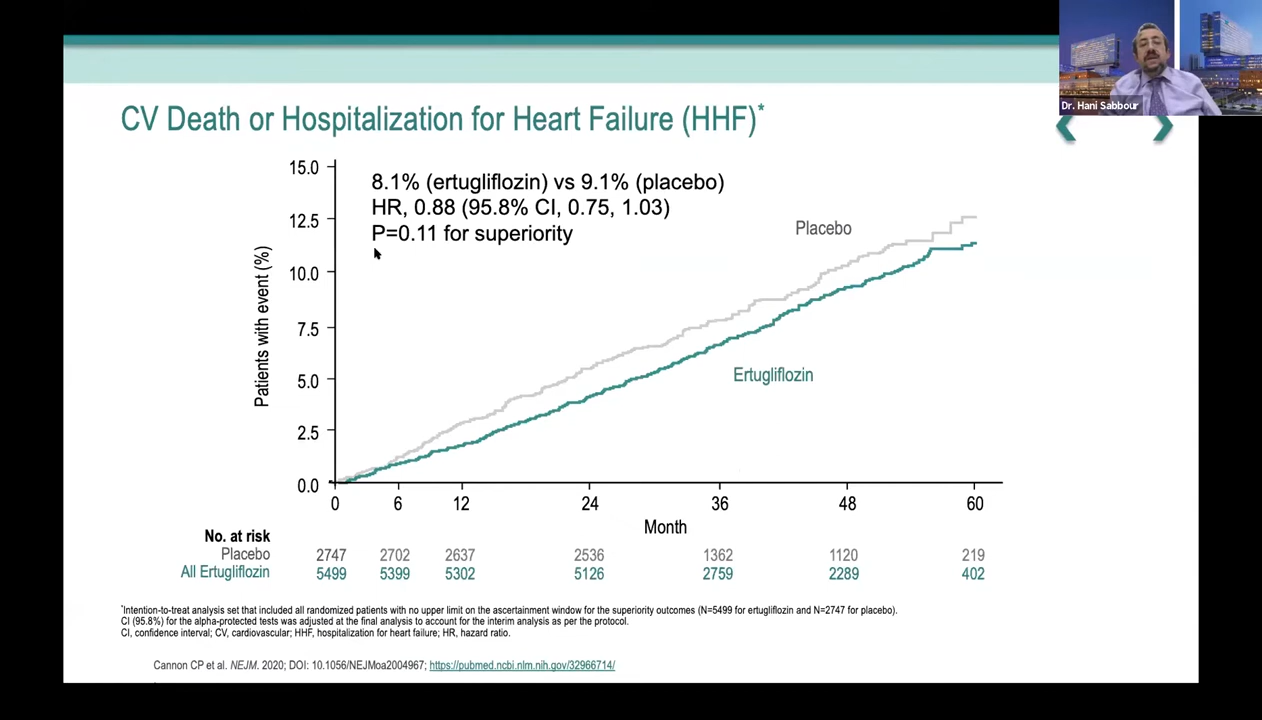 Dr. Hani Sabbour
CV Death or Hospitalization for Heart Failure (HHF)*
15.0
12.5
10.0
7.5
5.0
2.5
0.0
Patients with event (%)
8.1% (ertugliflozin) vs 9.1% (placebo)
HR, 0.88 (95.8% CI, 0.75, 1.03)
P=0.11 for superiority
Placebo
Ertugliflozin
0 6 12 24 36 48 60
Month
No. at risk
Placebo 2747 2702 2637 2536 1362 1120 219
All Ertugliflozin 5499 5399 5302 5126 2759 2289 402
*Intention-to-treat analysis set that included all randomized patients with no upper limit on the ascertainment window for the superiority outcomes (N=5499 for ertugliflozin and N=2747 for placebo).
CI (95.8%) for the alpha-protected tests was adjusted at the final analysis to account for the interim analysis as per the protocol.
CI, confidence interval; CV, cardiovascular; HHF, hospitalization for heart failure; HR, hazard ratio.
Cannon CP et al. NEJM. 2020; DOI: 10.1056/NEJMoa2004967; https://pubmed.ncbi.nlm.nih.gov/32966714/